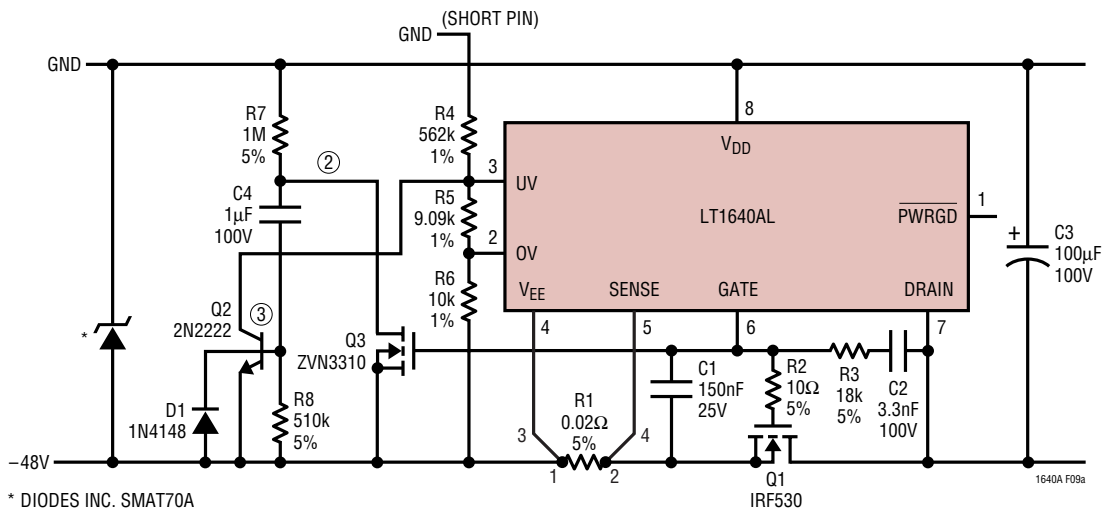 (SHORT PIN)
GND
GND
R7
1M
5%
②
C4
1µF
100V
R4
562k
1%
3
UV
R5
9.09k
1%
2
OV
R6
10k
1%
8
VDD
LT1640AL
PWRGD
1
VEE
SENSE
GATE
DRAIN
4
5
6
7
+
C3
100µF
100V
*
Q2
2N2222
③
Q3
ZVN3310
D1
1N4148
R8
510k
5%
C1
150nF
25V
R1
0.02Ω
5%
3
4
1
2
R2
10Ω
5%
R3
18k
5%
C2
3.3nF
100V
Q1
IRF530
−48V
* DIODES INC. SMAT70A
1640A F09a